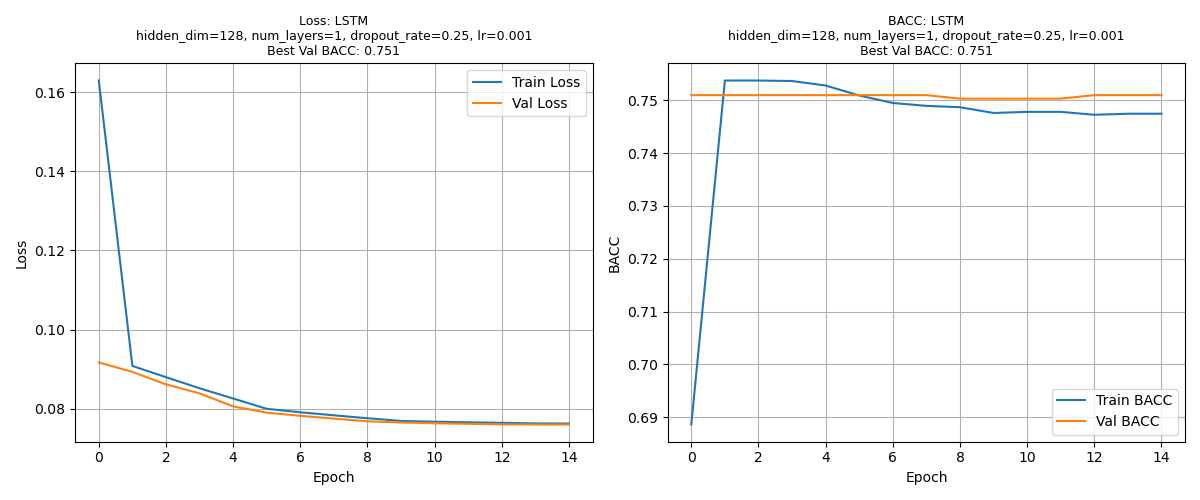 Loss: LSTM
hidden_dim=128, num_layers=1, dropout_rate=0.25, lr=0.001
Best Val BACC: 0.751
Train Loss
Val Loss
0.16
0.14
0.12
0.10
0.08
Loss
0 2 4 6 8 10 12 14
Epoch
BACC: LSTM
hidden_dim=128, num_layers=1, dropout_rate=0.25, lr=0.001
Best Val BACC: 0.751
0.75
0.74
0.73
0.72
0.71
0.70
0.69
BACC
Train BACC
Val BACC
0 2 4 6 8 10 12 14
Epoch